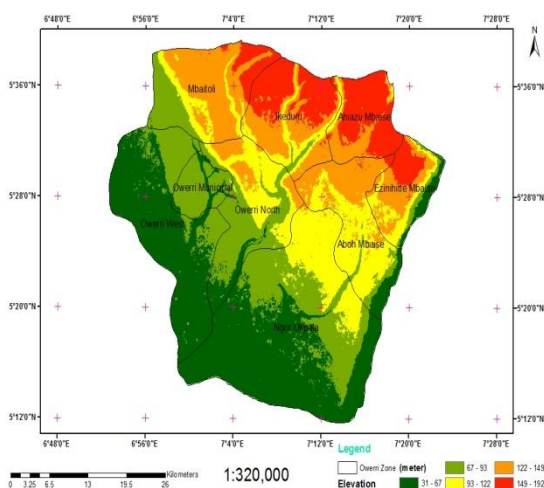 6°48'0"E 6°56'0"E 7°4'0"E 7°12'0"E 7°20'0"E 7°28'0"E
N
5°36'0"N 5°36'0"N
Mbaitoli
Ikeduru
Ahiazu Mbaise
5°28'0"N 5°28'0"N
Owerri Municipal
Ezinihitte Mbaise
Owerri North
Owerri West
Aboh Mbaise
5°20'0"N 5°20'0"N
Ngor Okpala
5°12'0"N 5°12'0"N
6°48'0"E 6°56'0"E 7°4'0"E 7°12'0"E 7°20'0"E 7°28'0"E
Legend
Owerri Zone (meter) 67 - 93 122 - 149
Elevation 31 - 67 93 - 122 149 - 192
Kilometers
0 3.25 6.5 13 19.5 26
1:320,000